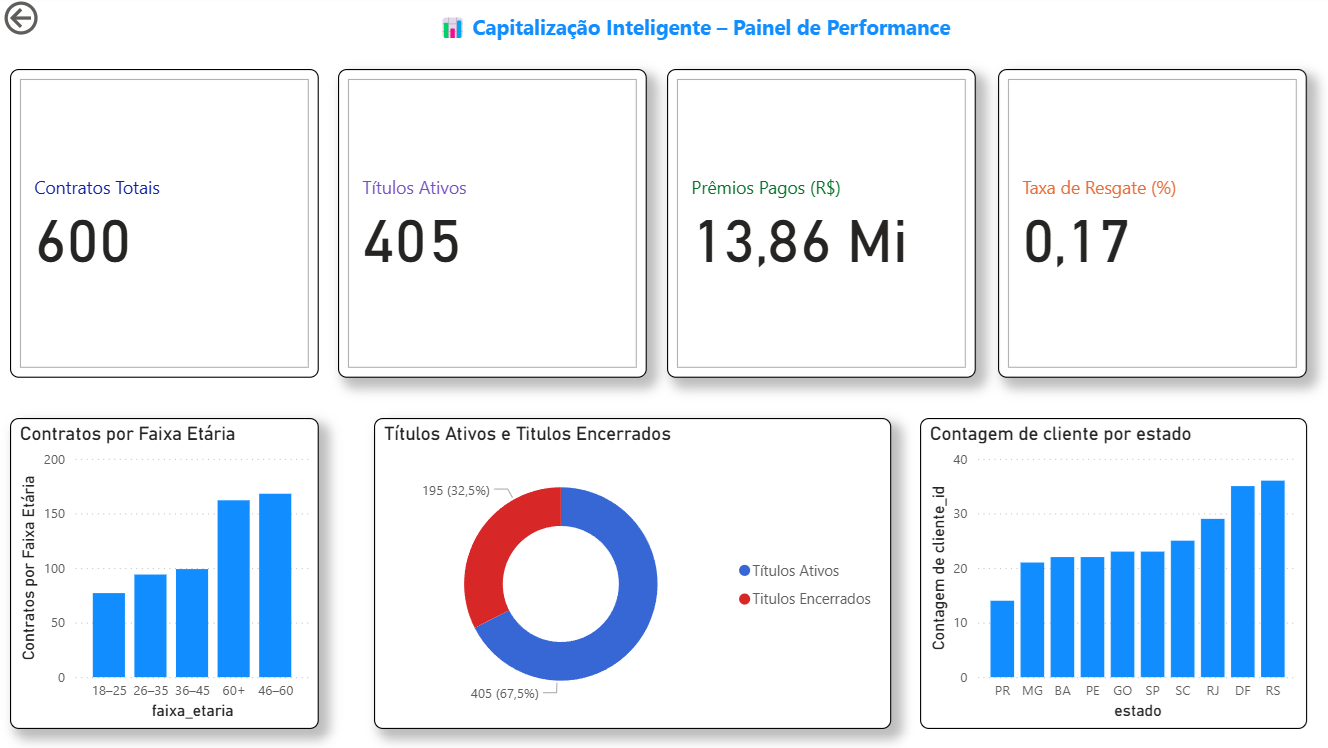 Capitalização Inteligente – Painel de Performance
Contratos Totais
600
Títulos Ativos
405
Prêmios Pagos (R$)
13,86 Mi
Taxa de Resgate (%)
0,17
Contratos por Faixa Etária
Contratos por Faixa Etária
200
150
100
50
0
18–25 26–35 36–45 60+ 46–60
faixa_etaria
Títulos Ativos e Titulos Encerrados
195 (32,5%)
405 (67,5%)
Títulos Ativos
Titulos Encerrados
Contagem de cliente por estado
Contagem de cliente_id
40
30
20
10
0
PR MG BA PE GO SP SC RJ DF RS
estado